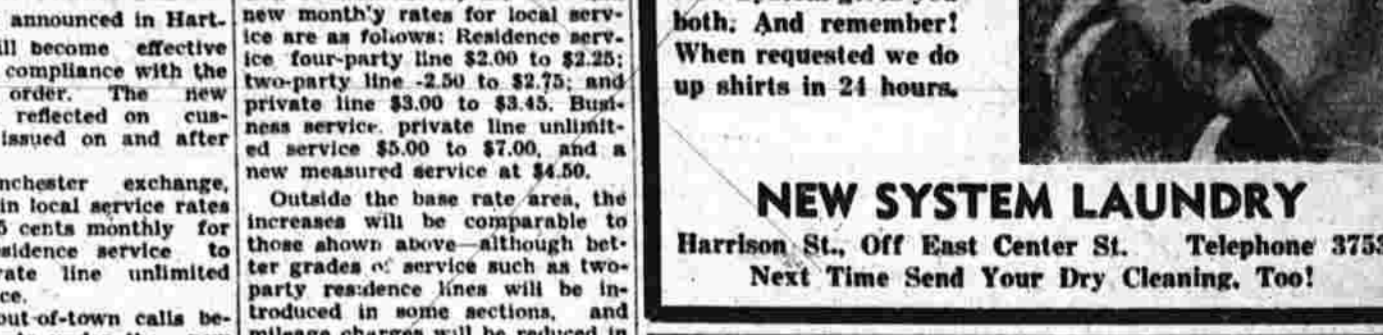 announced in Hart-
ill become effective
compliance with the
order. The new
reflected on cus-
issued on and after
nchester exchange,
in local service rates
5 cents monthly for
sidence service to
rate line unlimited
ce.
out-of-town calls be-
new month'y rates for local serv-
ice are as follows: Residence serv-
ice four-party line $2.00 to $2.25;
two-party line -2.50 to $2.75; and
private line $3.00 to $3.45. Busi-
ness service, private line unlimit-
ed service $5.00 to $7.00, and a
new measured service at $4.50.
Outside the base rate area, the
increases will be comparable to
those shown above—although bet-
ter grades of service such as two-
party residence lines will be in-
troduced in some sections, and
mileage charges will be reduced in
both. And remember!
When requested we do
up shirts in 24 hours.
NEW SYSTEM LAUNDRY
Harrison St., Off East Center St. Telephone 3753
Next Time Send Your Dry Cleaning, Too!